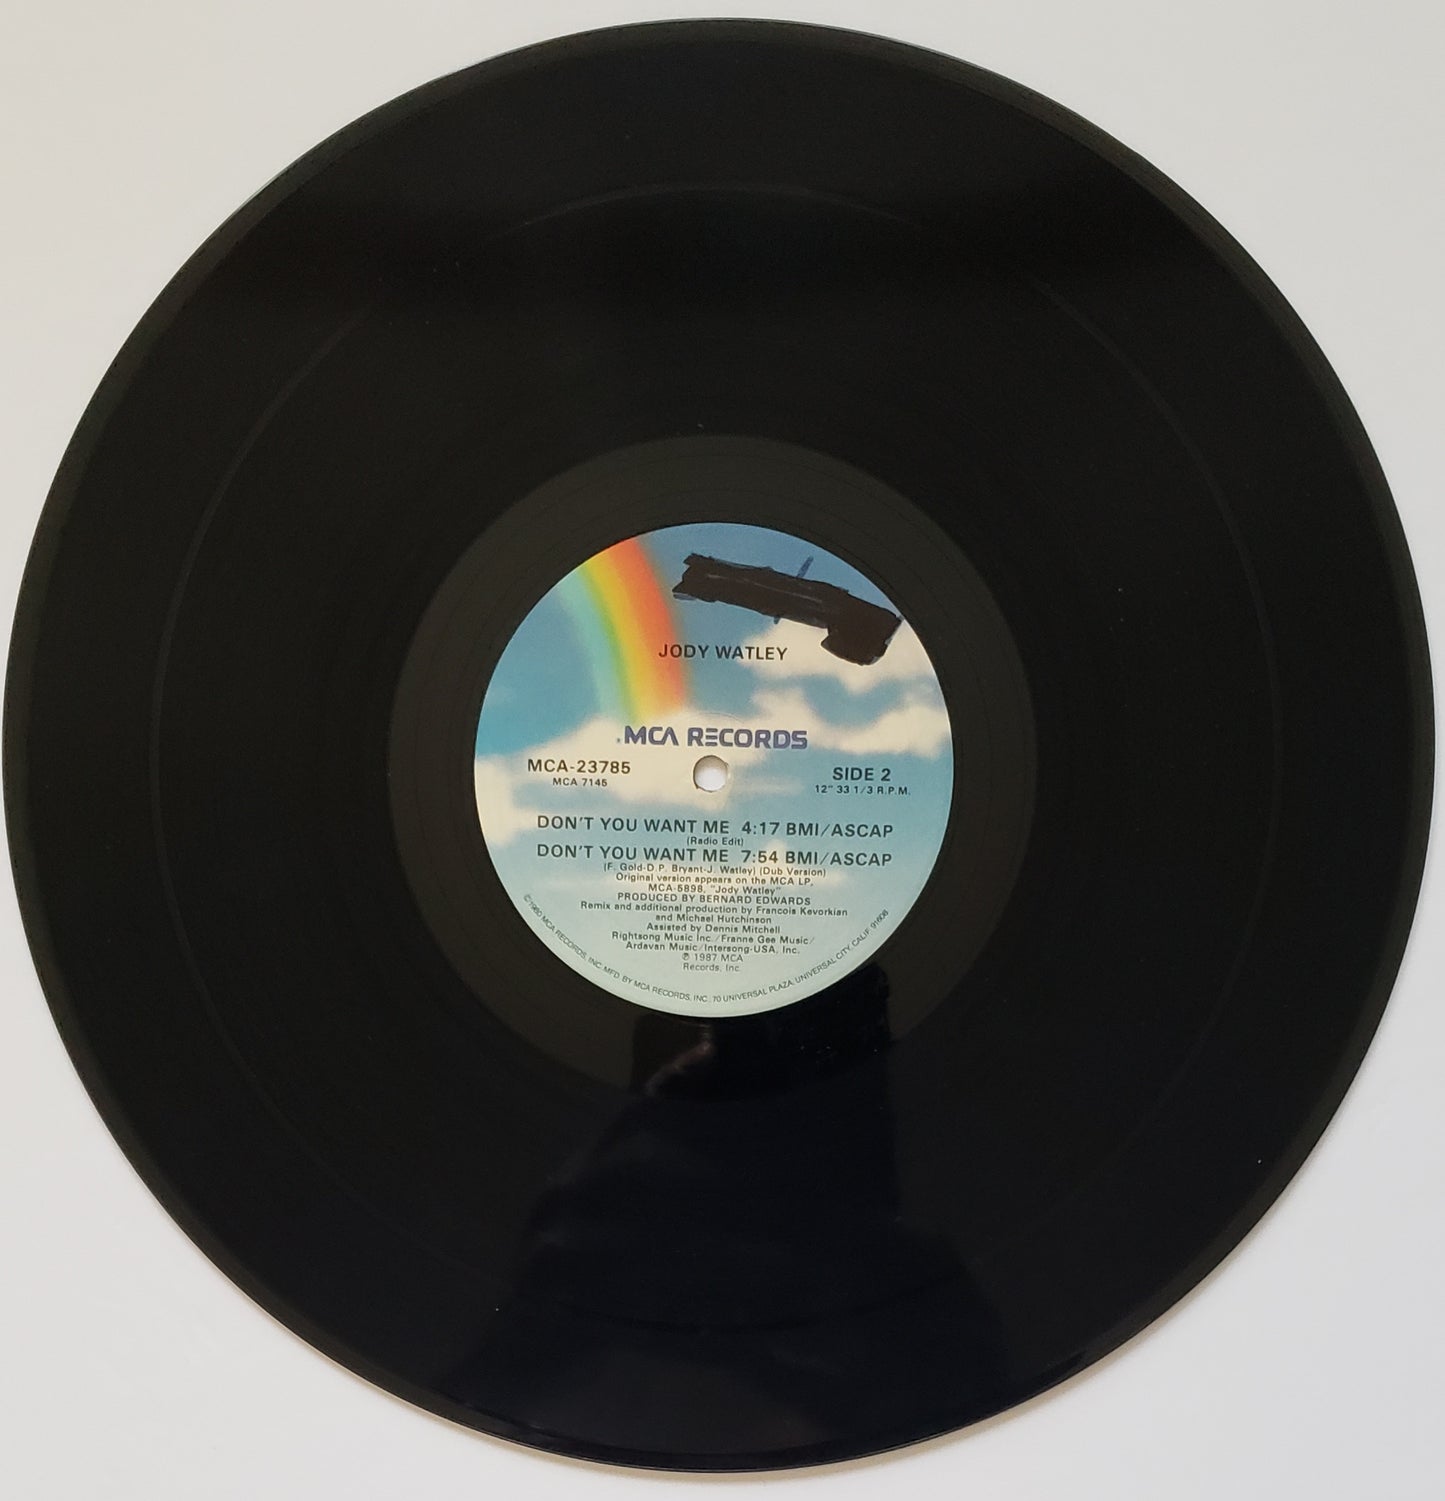 JODY WATLEY
MCA RECORDS
MCA-23785
MCA 7145
SIDE 2
12" 33 1/3 R.P.M.
DON'T YOU WANT ME 4:17 BMI/ASCAP
(Radio Edit)
DON'T YOU WANT ME 7:54 BMI/ASCAP
(F. Gold-D.P. Bryant-J. Watley) (Dub Version)
Original version appears on the MCA LP,
MCA-5898, "Jody Watley"
PRODUCED BY BERNARD EDWARDS
Remix and additional production by Francois Kevorkian
and Michael Hutchinson
Assisted by Dennis Mitchell
Rightsong Music Inc./Franne Gee Music/
Ardavan Music/Intersong-USA, Inc.
℗ 1987 MCA
Records, Inc.
©1980 MCA RECORDS, INC. MFD. BY MCA RECORDS, INC., 70 UNIVERSAL PLAZA, UNIVERSAL CITY, CALIF. 91608